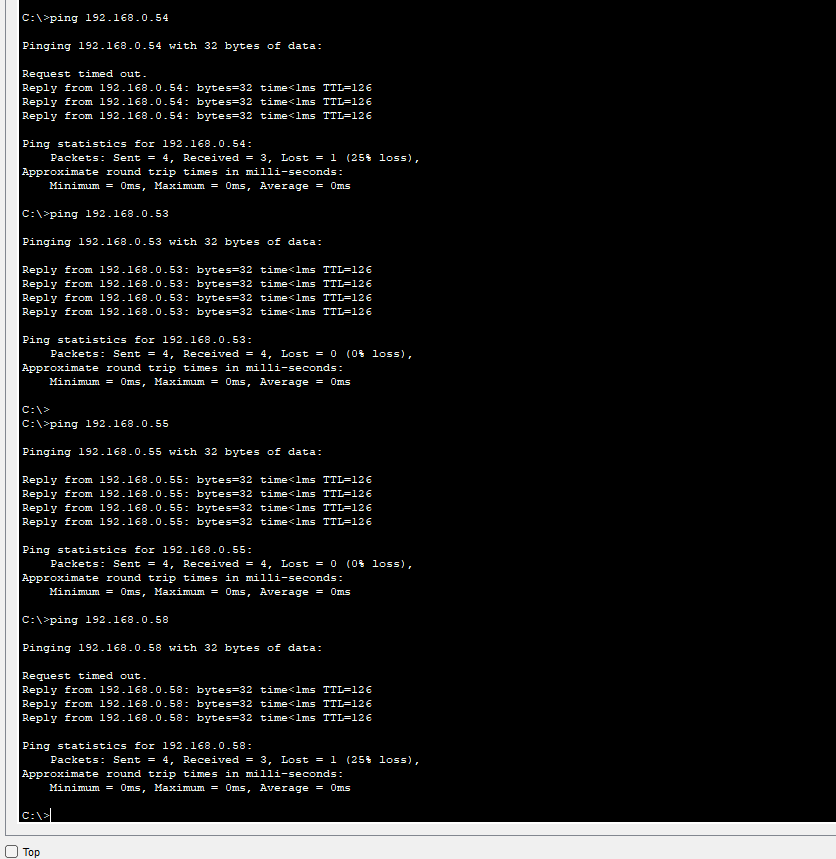 C:\>ping 192.168.0.54
Pinging 192.168.0.54 with 32 bytes of data:
Request timed out.
Reply from 192.168.0.54: bytes=32 time<1ms TTL=126
Reply from 192.168.0.54: bytes=32 time<1ms TTL=126
Reply from 192.168.0.54: bytes=32 time<1ms TTL=126
Ping statistics for 192.168.0.54:
    Packets: Sent = 4, Received = 3, Lost = 1 (25% loss),
Approximate round trip times in milli-seconds:
    Minimum = 0ms, Maximum = 0ms, Average = 0ms
C:\>ping 192.168.0.53
Pinging 192.168.0.53 with 32 bytes of data:
Reply from 192.168.0.53: bytes=32 time<1ms TTL=126
Reply from 192.168.0.53: bytes=32 time<1ms TTL=126
Reply from 192.168.0.53: bytes=32 time<1ms TTL=126
Reply from 192.168.0.53: bytes=32 time<1ms TTL=126
Ping statistics for 192.168.0.53:
    Packets: Sent = 4, Received = 4, Lost = 0 (0% loss),
Approximate round trip times in milli-seconds:
    Minimum = 0ms, Maximum = 0ms, Average = 0ms
C:\>
C:\>ping 192.168.0.55
Pinging 192.168.0.55 with 32 bytes of data:
Reply from 192.168.0.55: bytes=32 time<1ms TTL=126
Reply from 192.168.0.55: bytes=32 time<1ms TTL=126
Reply from 192.168.0.55: bytes=32 time<1ms TTL=126
Reply from 192.168.0.55: bytes=32 time<1ms TTL=126
Ping statistics for 192.168.0.55:
    Packets: Sent = 4, Received = 4, Lost = 0 (0% loss),
Approximate round trip times in milli-seconds:
    Minimum = 0ms, Maximum = 0ms, Average = 0ms
C:\>ping 192.168.0.58
Pinging 192.168.0.58 with 32 bytes of data:
Request timed out.
Reply from 192.168.0.58: bytes=32 time<1ms TTL=126
Reply from 192.168.0.58: bytes=32 time<1ms TTL=126
Reply from 192.168.0.58: bytes=32 time<1ms TTL=126
Ping statistics for 192.168.0.58:
    Packets: Sent = 4, Received = 3, Lost = 1 (25% loss),
Approximate round trip times in milli-seconds:
    Minimum = 0ms, Maximum = 0ms, Average = 0ms
C:\>
Top